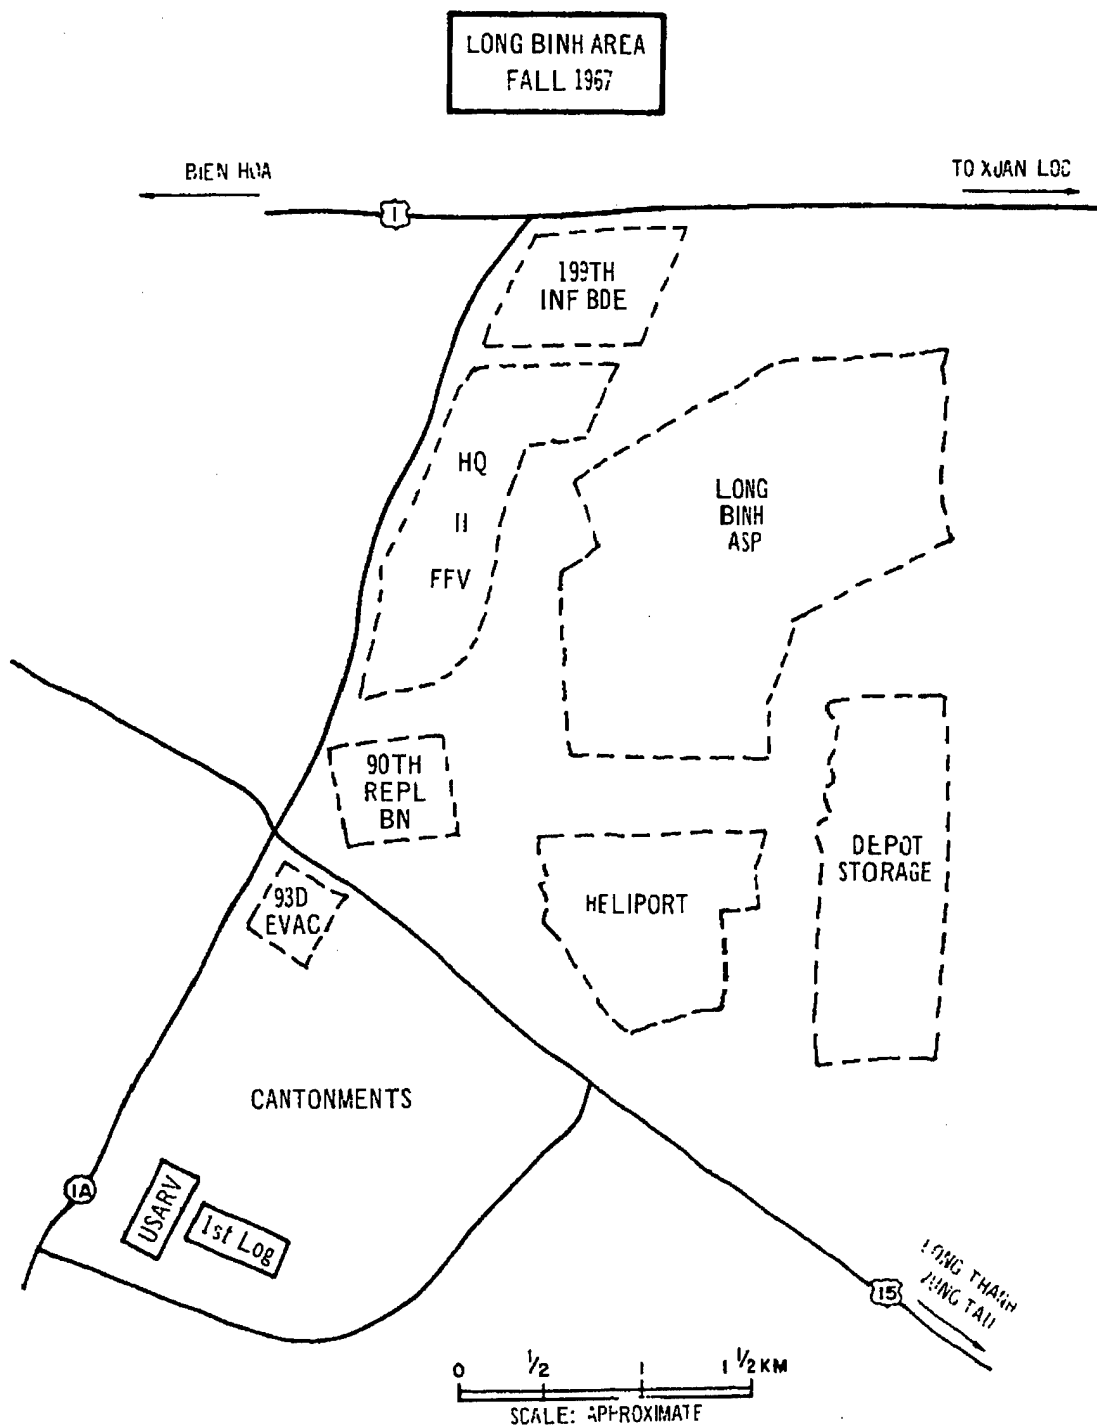 LONG BINH AREA
FALL 1967
BIEN HOA
TO XUAN LOC
1
199TH
INF BDE
HQ
II
FFV
LONG
BINH
ASP
90TH
REPL
BN
93D
EVAC
HELIPORT
DEPOT
STORAGE
CANTONMENTS
1A
USARV
1st Log
LONG THANH
VUNG TAU
15
0 1/2 1 1 1/2 KM
SCALE: APPROXIMATE